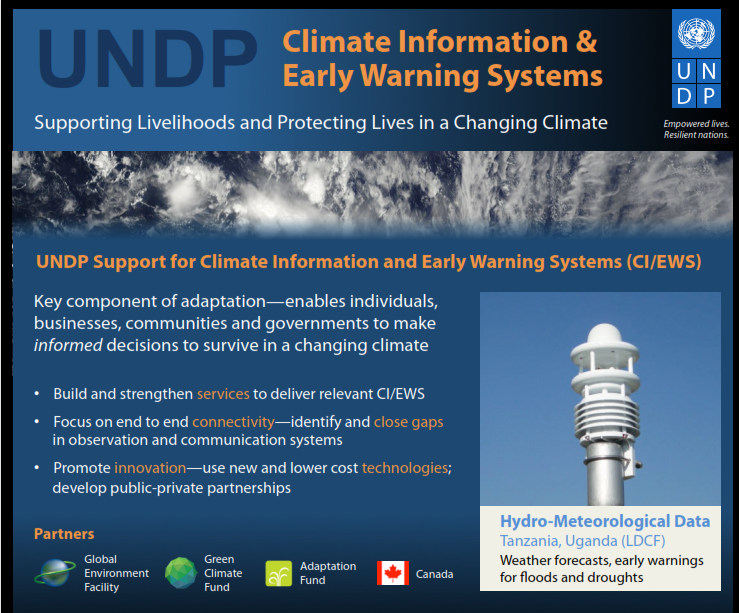 UNDP
Climate Information &
Early Warning Systems
Supporting Livelihoods and Protecting Lives in a Changing Climate
U N
D P
Empowered lives.
Resilient nations.
UNDP Support for Climate Information and Early Warning Systems (CI/EWS)
Key component of adaptation—enables individuals,
businesses, communities and governments to make
informed decisions to survive in a changing climate
• Build and strengthen services to deliver relevant CI/EWS
• Focus on end to end connectivity—identify and close gaps
in observation and communication systems
• Promote innovation—use new and lower cost technologies;
develop public-private partnerships
Hydro-Meteorological Data
Tanzania, Uganda (LDCF)
Weather forecasts, early warnings
for floods and droughts
Partners
Global
Environment
Facility
Green
Climate
Fund
Adaptation
Fund
Canada